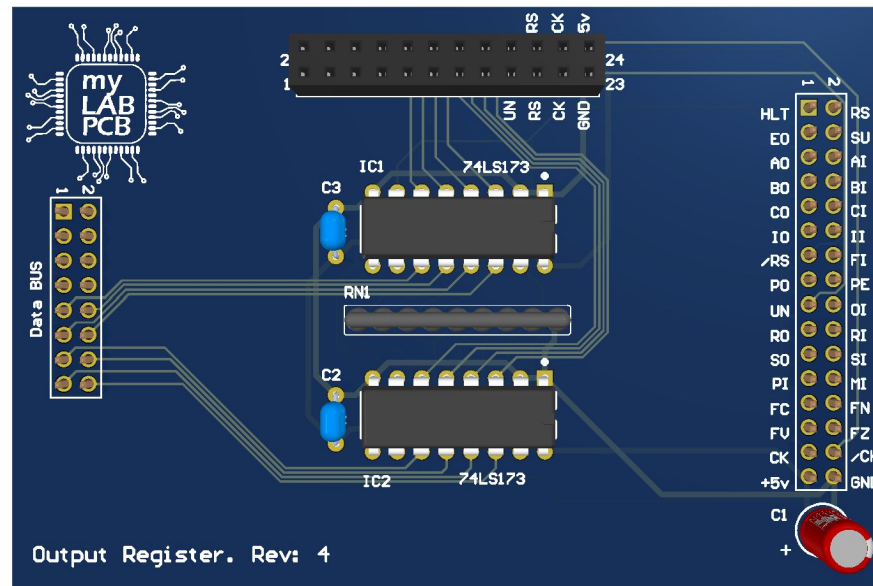 my
LAB
PCB
RS CK 5v
2 24
1 23
UN RS CK GND
1 2
HLT RS
EO SU
AO AI
BO BI
CO CI
IO II
/RS FI
PO PE
UN OI
RO RI
SO SI
PI MI
FC FN
FV FZ
CK /CK
+5v GND
IC1 74LS173
C3
1 2
Data BUS
RN1
C2
IC2 74LS173
C1
+
Output Register. Rev: 4